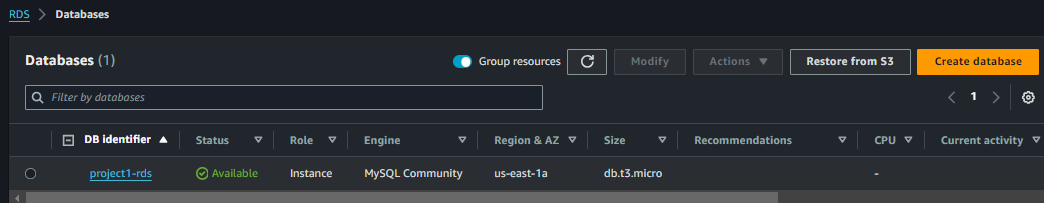 RDS > Databases
Databases (1) Group resources Modify Actions Restore from S3 Create database
Filter by databases 1
DB identifier Status Role Engine Region & AZ Size Recommendations CPU Current activity
project1-rds Available Instance MySQL Community us-east-1a db.t3.micro -